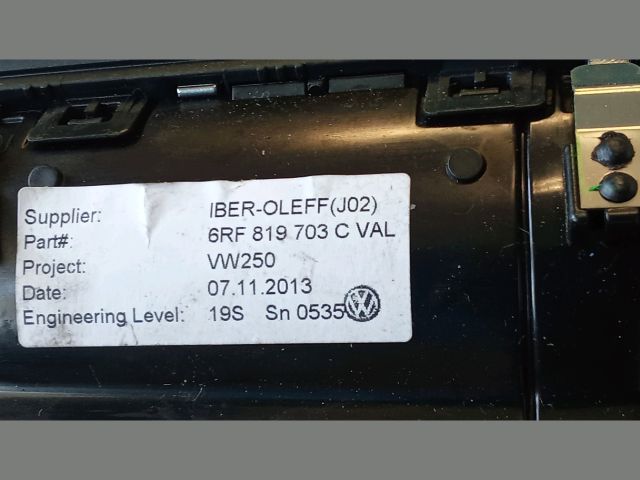 Supplier: IBER-OLEFF(J02)
Part#: 6RF 819 703 C VAL
Project: VW250
Date: 07.11.2013
Engineering Level: 19S Sn 0535